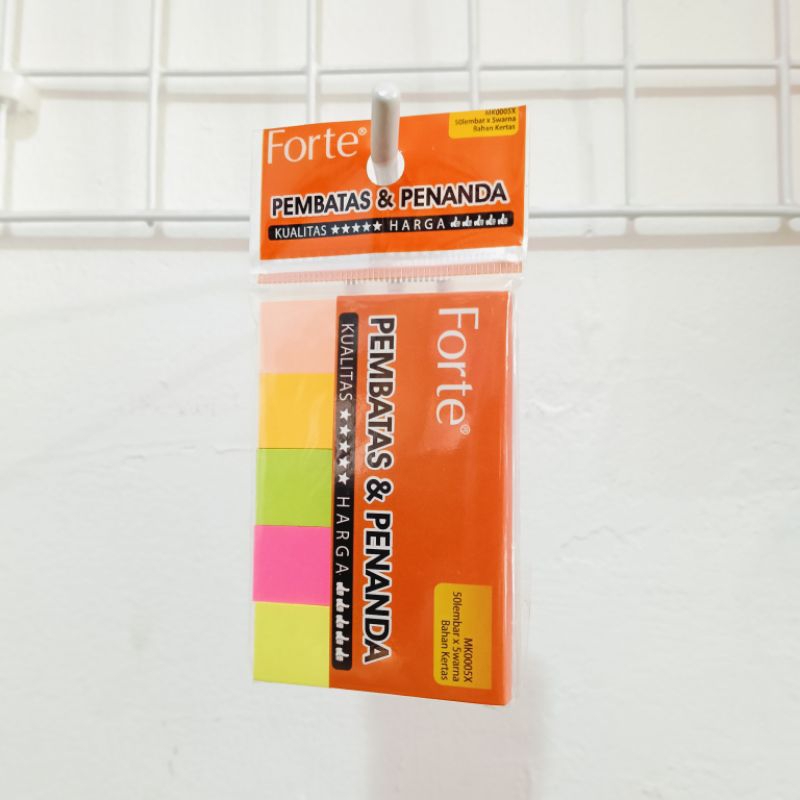 Forte®
MK0005X
50lembar x 5warna
Bahan Kertas
PEMBATAS & PENANDA
KUALITAS ★★★★★ HARGA 👍👍👍👍👍
Forte®
PEMBATAS & PENANDA
KUALITAS ★★★★★ HARGA 👍👍👍👍👍
MK0005X
50lembar x 5warna
Bahan Kertas